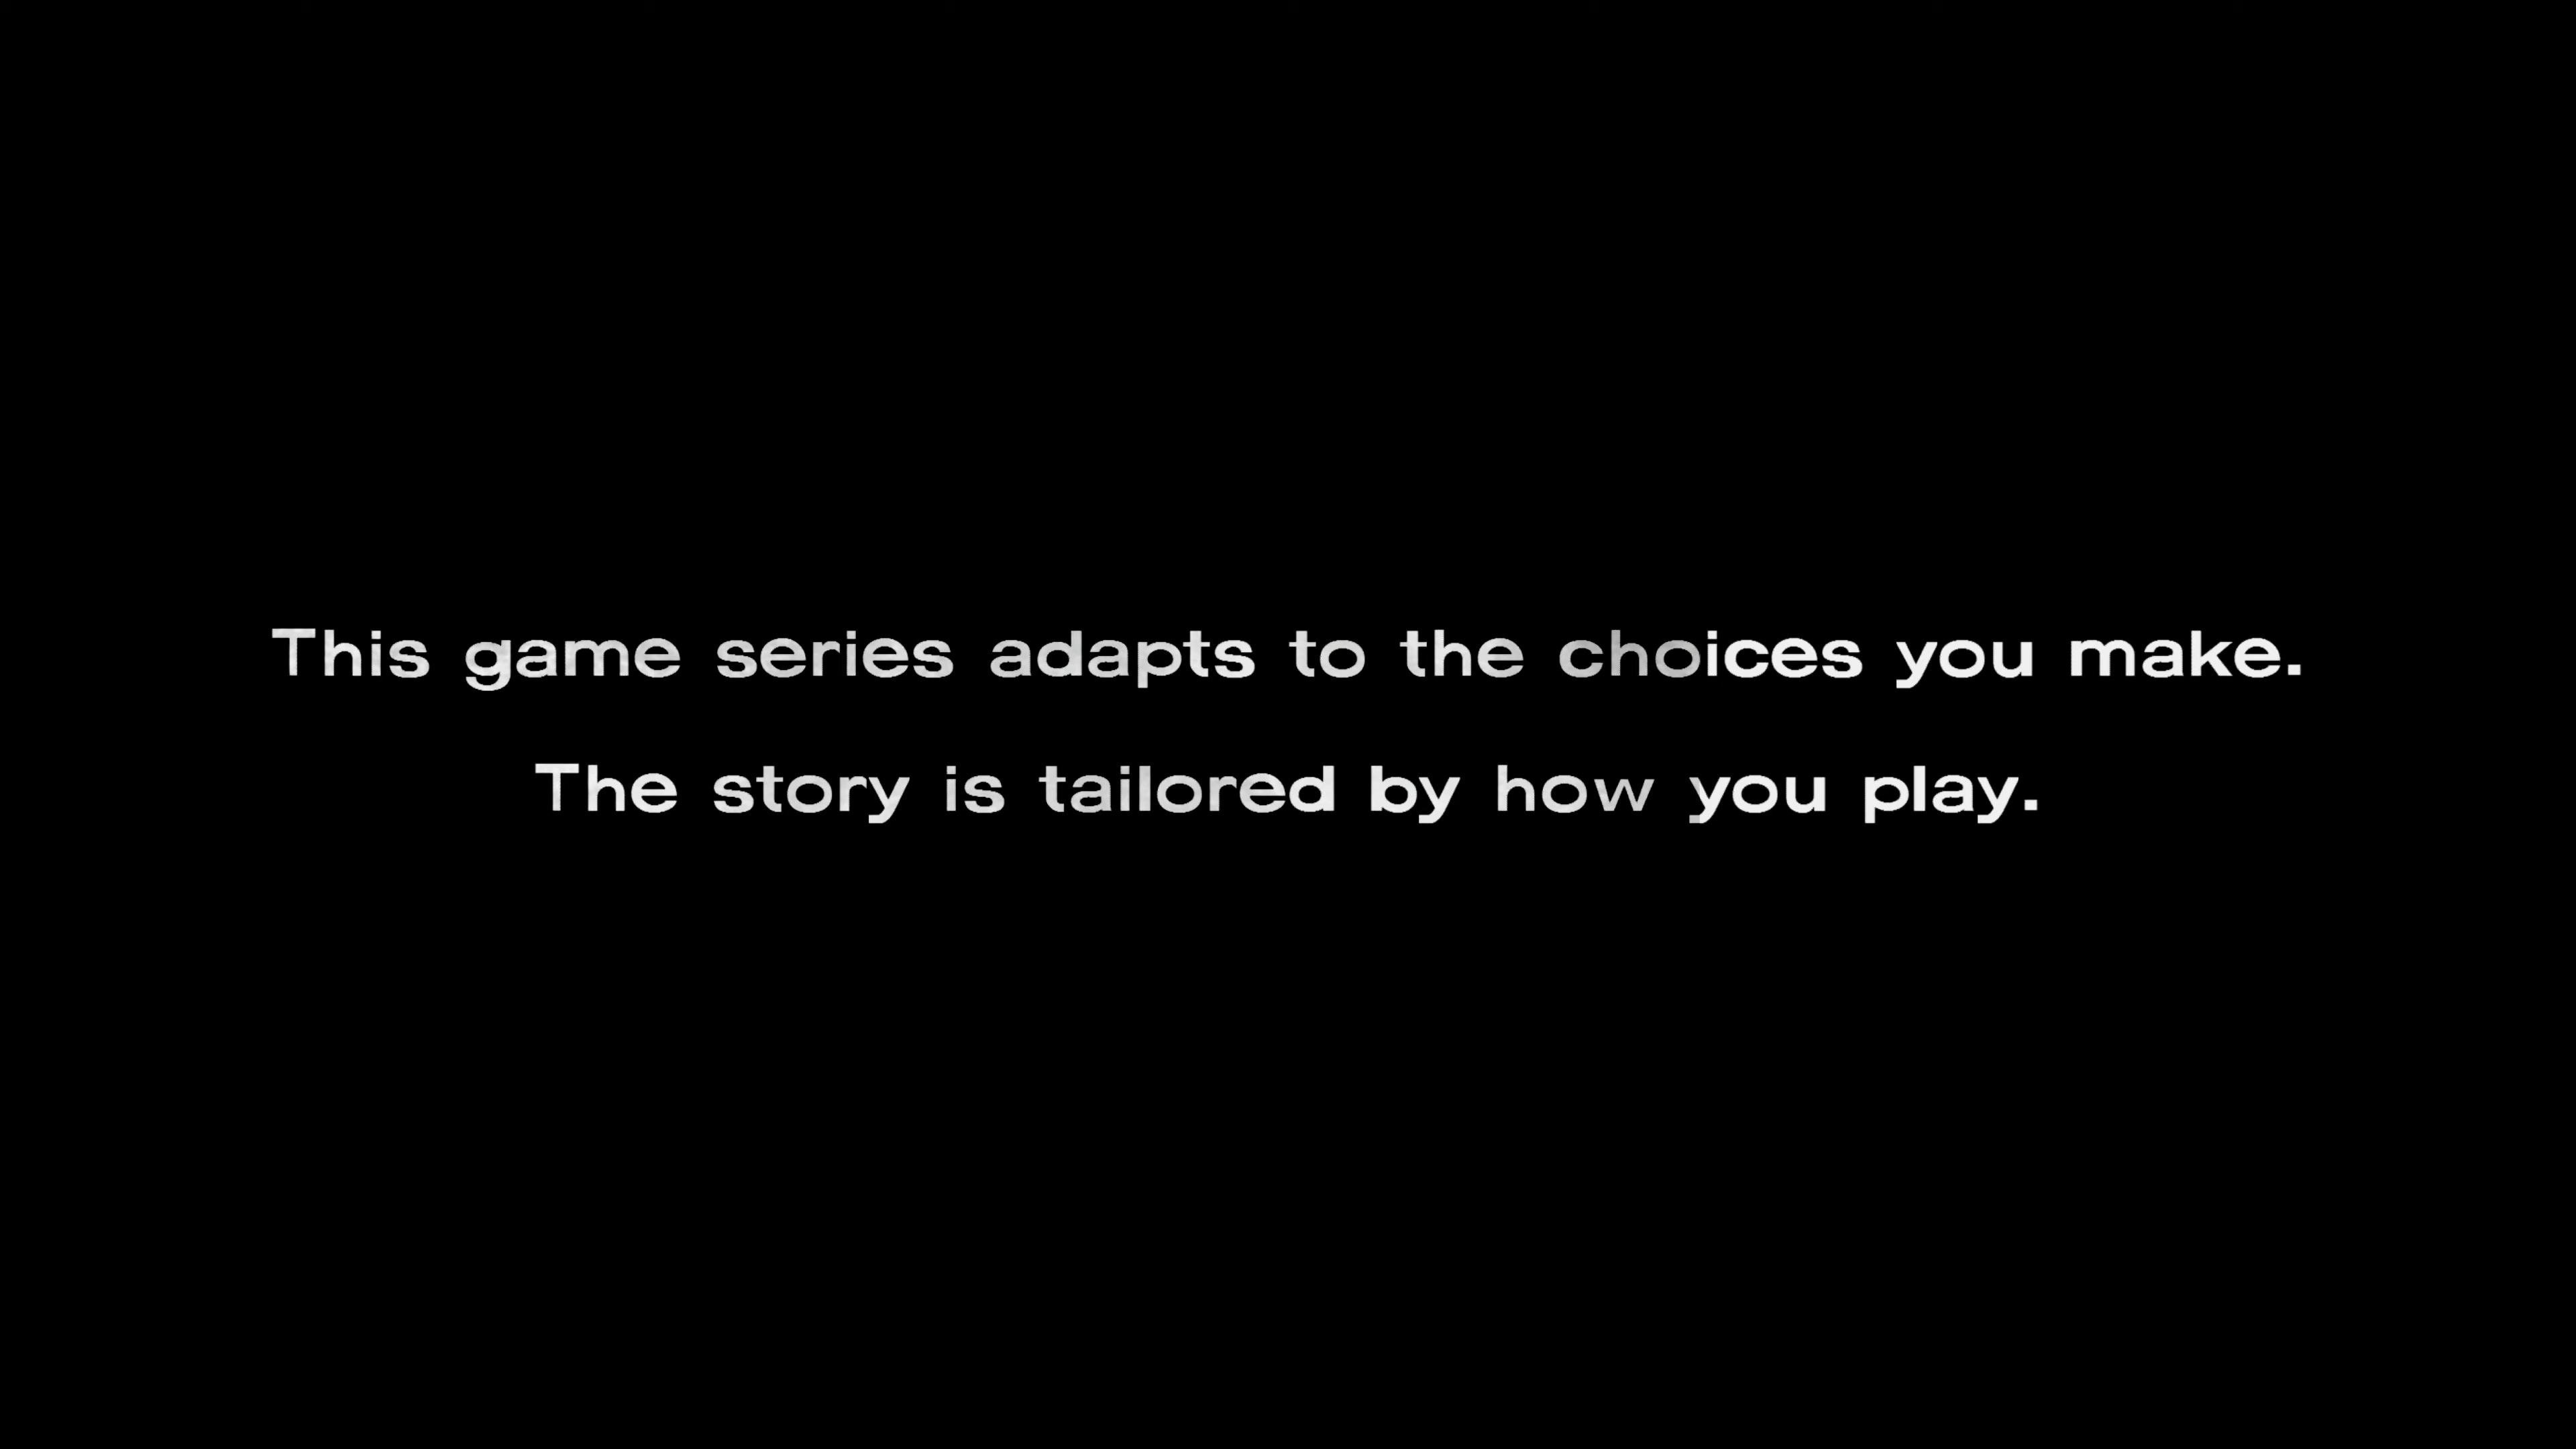 This game series adapts to the choices you make.
The story is tailored by how you play.